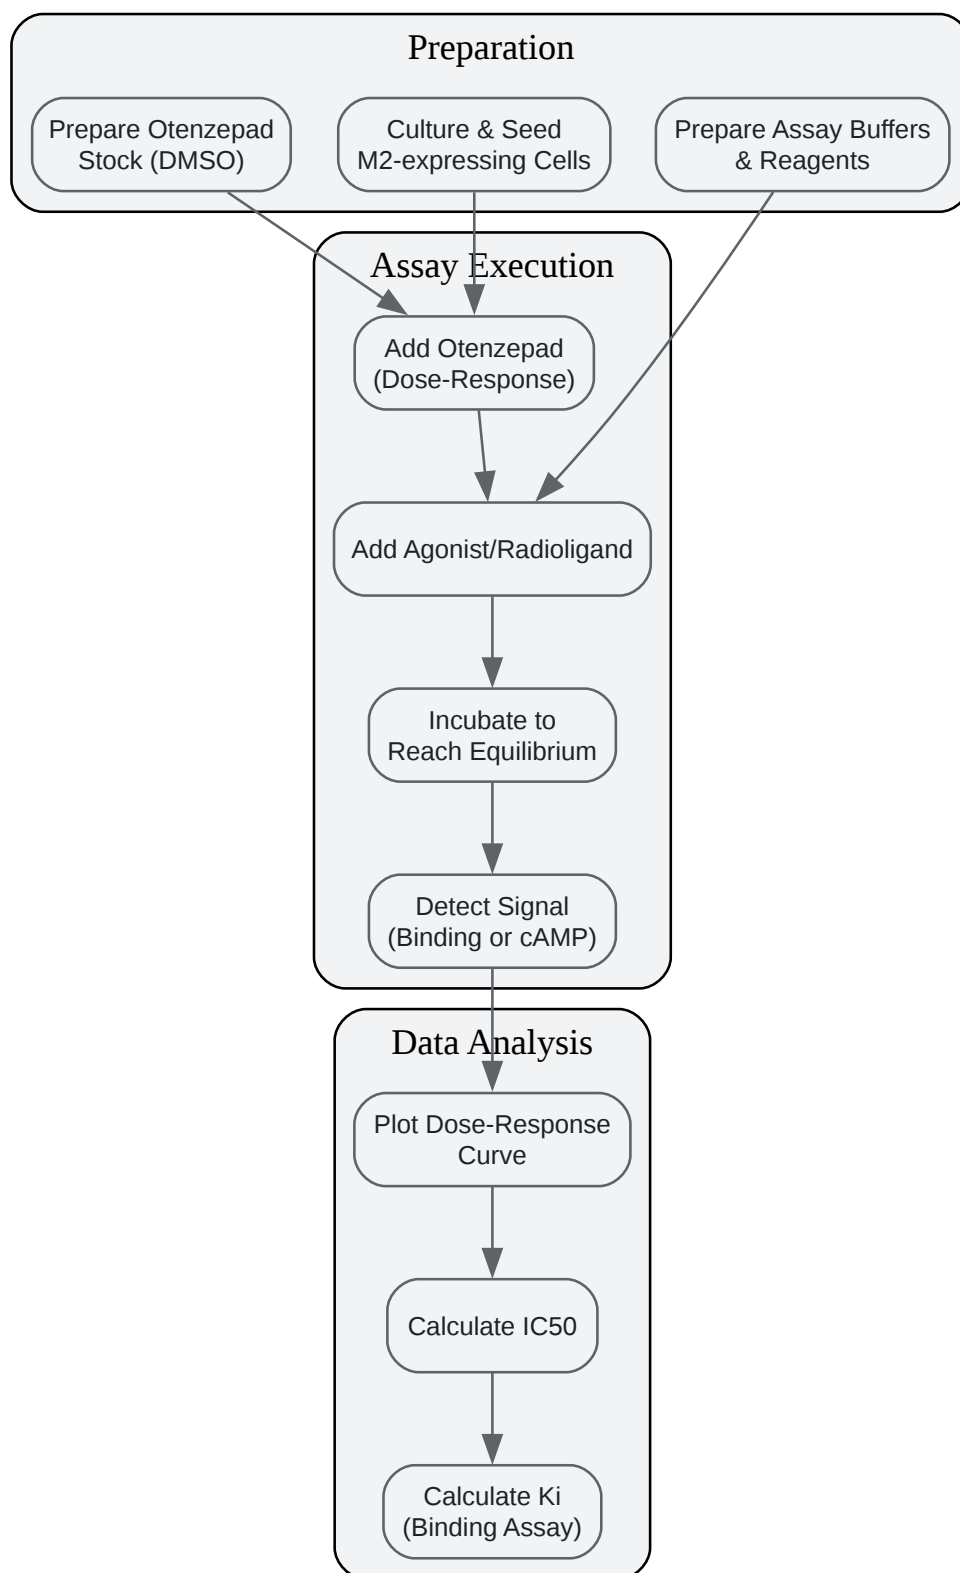 Preparation
Prepare Otenzepad
Stock (DMSO)
Culture & Seed
M2-expressing Cells
Prepare Assay Buffers
& Reagents
Assay Execution
Add Otenzepad
(Dose-Response)
Add Agonist/Radioligand
Incubate to
Reach Equilibrium
Detect Signal
(Binding or cAMP)
Data Analysis
Plot Dose-Response
Curve
Calculate IC50
Calculate Ki
(Binding Assay)